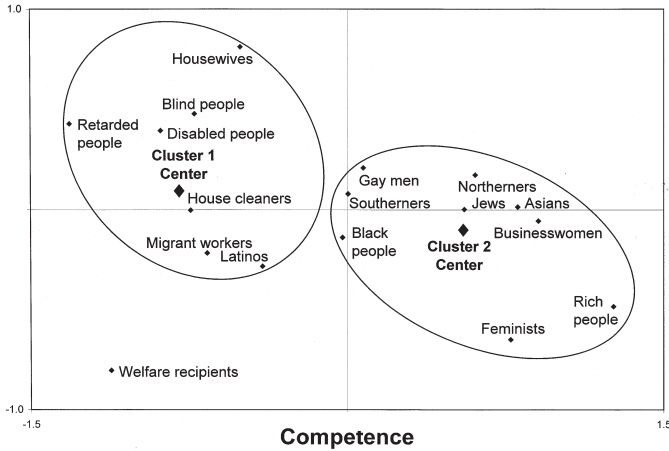 1.0
Housewives
Blind people
Retarded
people
Disabled people
Cluster 1
Center
House cleaners
Migrant workers
Latinos
Gay men
Southerners
Northerners
Jews
Asians
Black
people
Businesswomen
Cluster 2
Center
Rich
people
Feminists
Welfare recipients
-1.0
-1.5
1.5
Competence